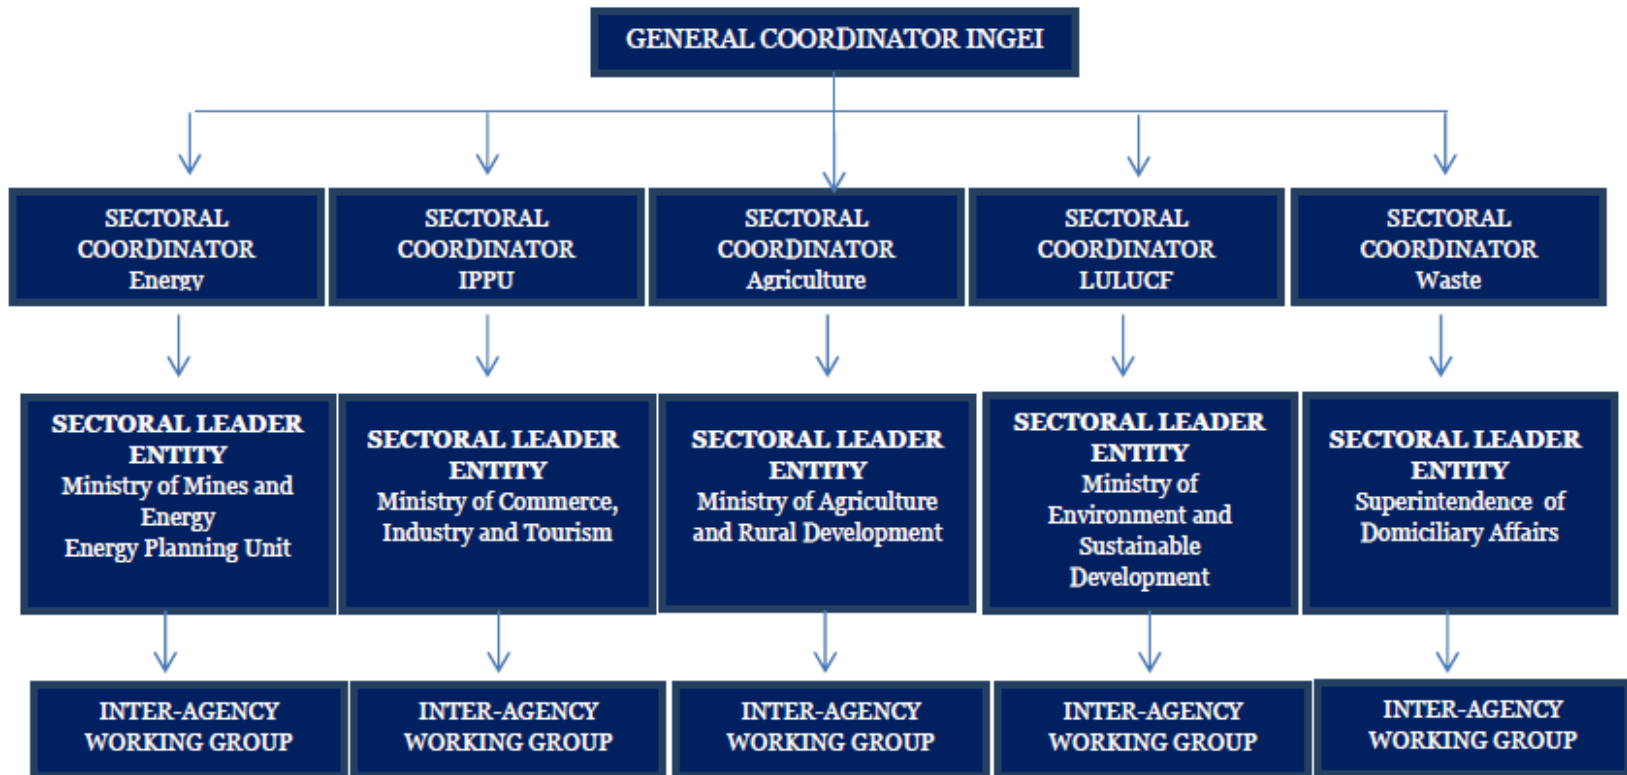 GENERAL COORDINATOR INGEI
SECTORAL
COORDINATOR
Energy
SECTORAL
COORDINATOR
IPPU
SECTORAL
COORDINATOR
Agriculture
SECTORAL
COORDINATOR
LULUCF
SECTORAL
COORDINATOR
Waste
SECTORAL LEADER
ENTITY
Ministry of Mines and
Energy
Energy Planning Unit
SECTORAL LEADER
ENTITY
Ministry of Commerce,
Industry and Tourism
SECTORAL LEADER
ENTITY
Ministry of Agriculture
and Rural Development
SECTORAL LEADER
ENTITY
Ministry of
Environment and
Sustainable
Development
SECTORAL LEADER
ENTITY
Superintendence of
Domiciliary Affairs
INTER-AGENCY
WORKING GROUP
INTER-AGENCY
WORKING GROUP
INTER-AGENCY
WORKING GROUP
INTER-AGENCY
WORKING GROUP
INTER-AGENCY
WORKING GROUP